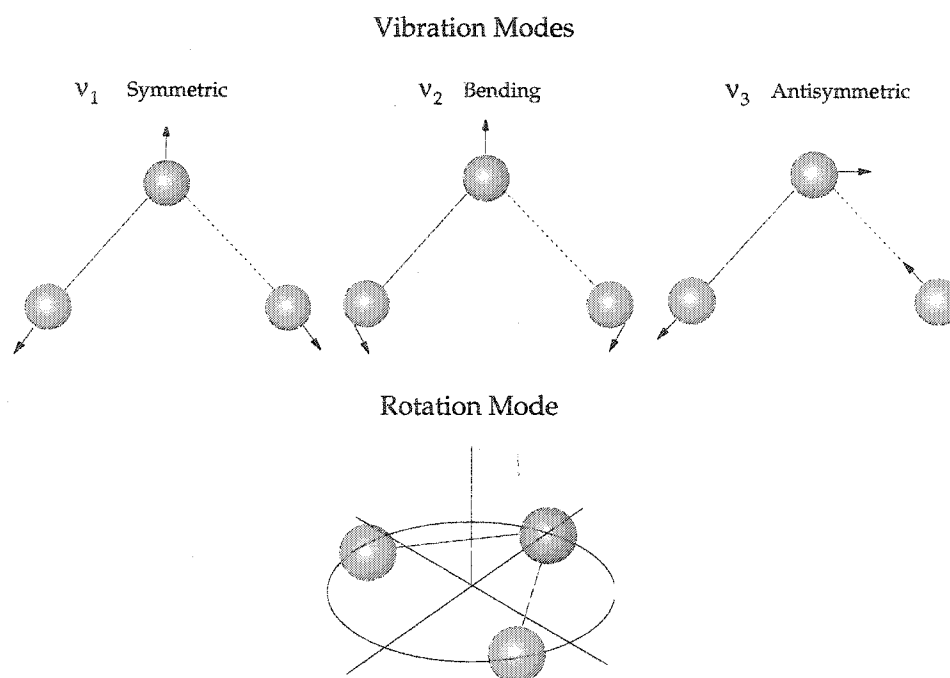 Vibration Modes
ν1 Symmetric
ν2 Bending
ν3 Antisymmetric
Rotation Mode